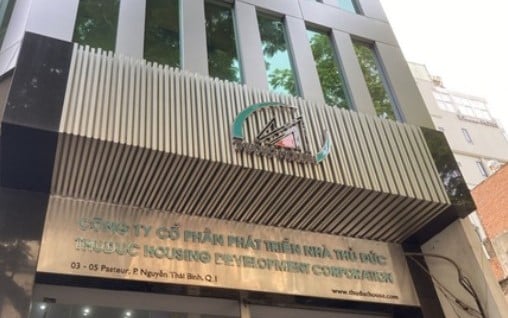 CÔNG TY CỔ PHẦN PHÁT TRIỂN NHÀ THỦ ĐỨC
THUDUC HOUSING DEVELOPMENT CORPORATION
03 - 05 Pasteur, P. Nguyễn Thái Bình, Q.1
www.thuduchouse.com